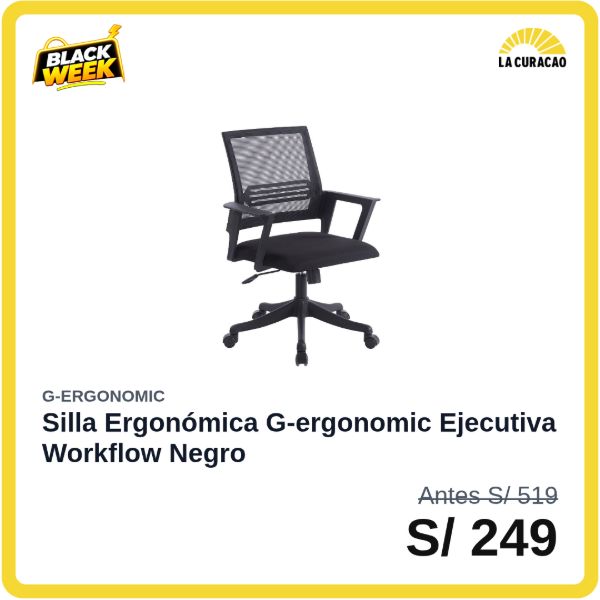 BLACK
WEEK
LA CURACAO
G-ERGONOMIC
Silla Ergonómica G-ergonomic Ejecutiva
Workflow Negro
Antes S/ 519
S/ 249